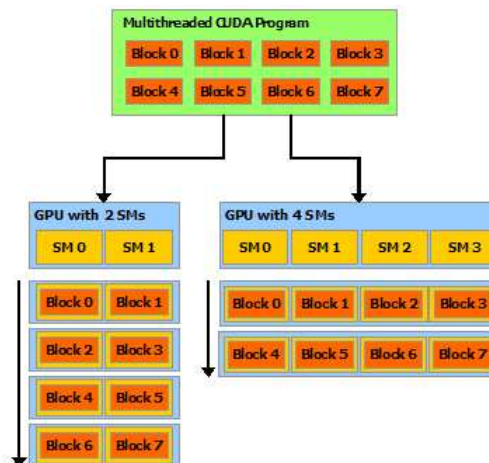 Multithreaded CUDA Program
Block 0 Block 1 Block 2 Block 3
Block 4 Block 5 Block 6 Block 7
GPU with 2 SMs
SM 0 SM 1
Block 0 Block 1
Block 2 Block 3
Block 4 Block 5
Block 6 Block 7
GPU with 4 SMs
SM 0 SM 1 SM 2 SM 3
Block 0 Block 1 Block 2 Block 3
Block 4 Block 5 Block 6 Block 7